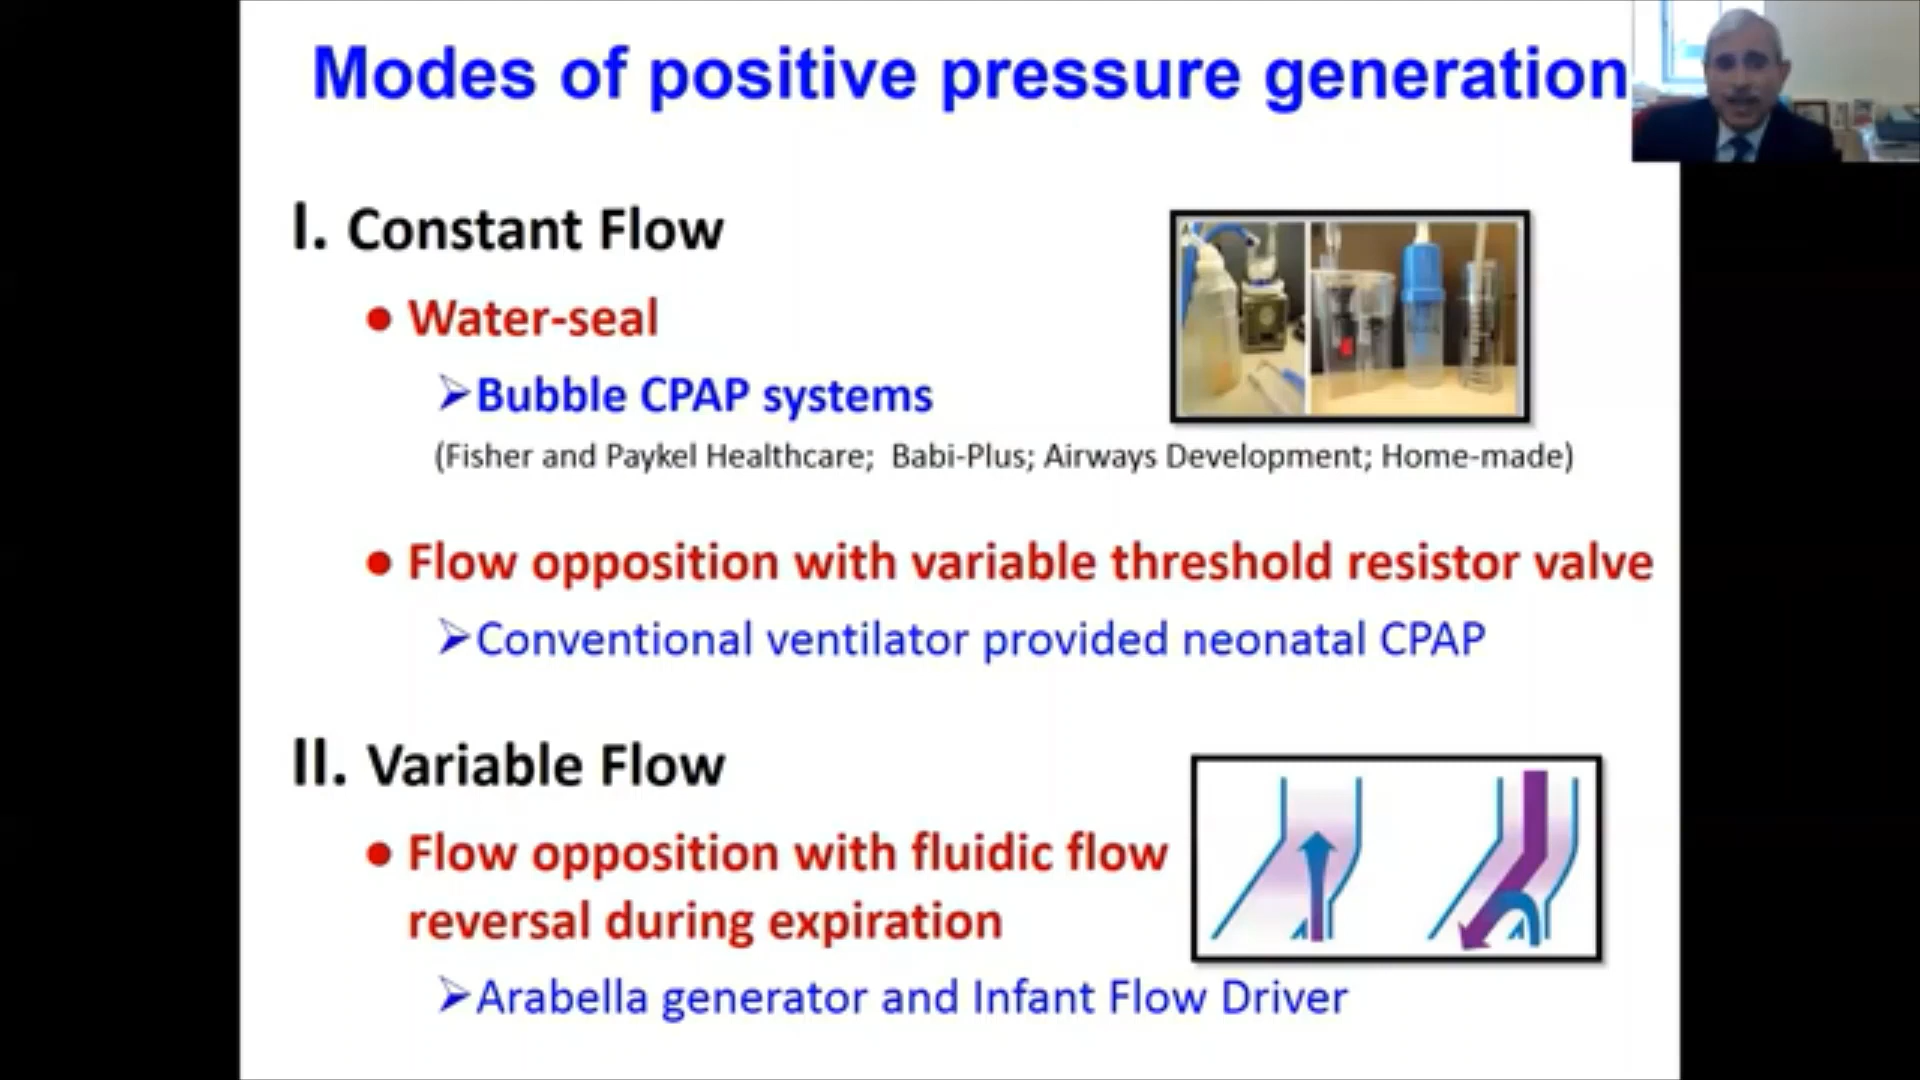 Modes of positive pressure generation
I. Constant Flow
● Water-seal
➢Bubble CPAP systems
(Fisher and Paykel Healthcare;  Babi-Plus; Airways Development; Home-made)
● Flow opposition with variable threshold resistor valve
➢Conventional ventilator provided neonatal CPAP
II. Variable Flow
● Flow opposition with fluidic flow
reversal during expiration
➢Arabella generator and Infant Flow Driver